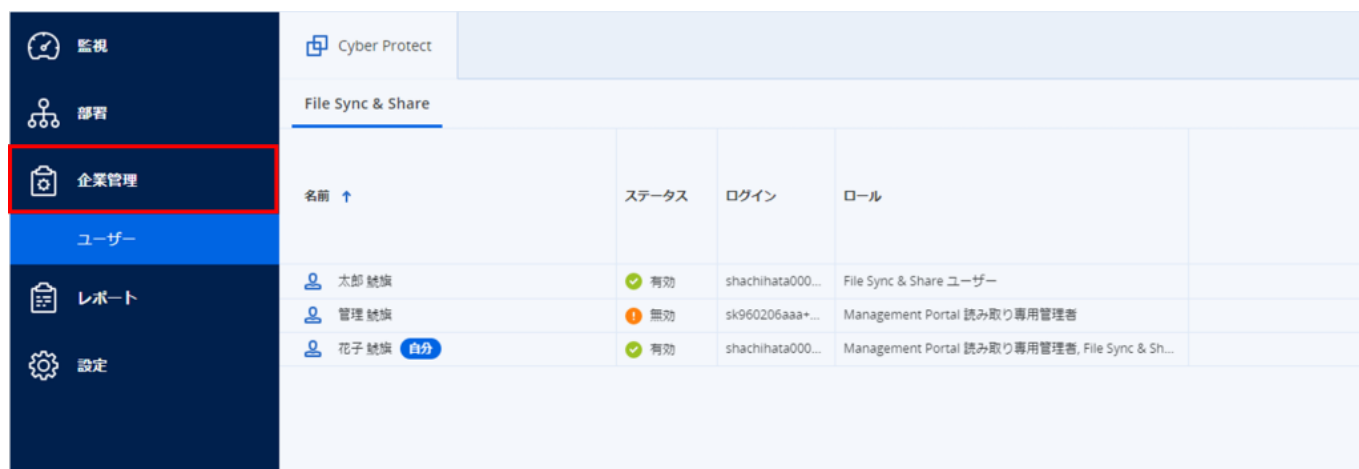 監視
部署
企業管理
ユーザー
レポート
設定
Cyber Protect
File Sync & Share
名前 ↑ ステータス ログイン ロール
太郎 鯱旗 有効 shachihata000... File Sync & Share ユーザー
管理 鯱旗 無効 sk960206aaa+... Management Portal 読み取り専用管理者
花子 鯱旗 自分 有効 shachihata000... Management Portal 読み取り専用管理者, File Sync & Sh...